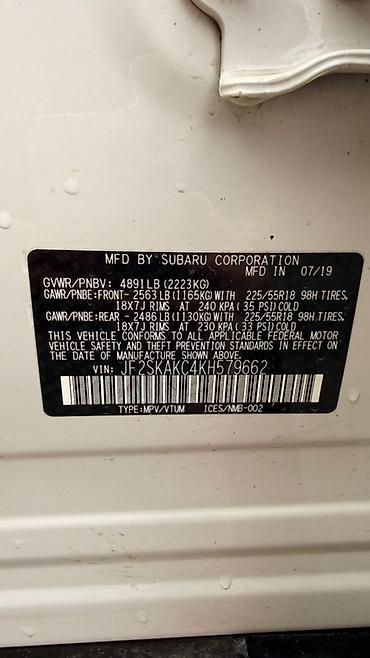 MFD BY SUBARU CORPORATION
MFD IN 07/19
GVWR/PNBV: 4891LB (2223KG)
GAWR/PNBE:FRONT- 2563 LB (1165KG) WITH 225/55R18 98H TIRES,
18X7J RIMS AT 240 KPA (35 PSI) COLD
GAWR/PNBE:REAR - 2486 LB (1130KG) WITH 225/55R18 98H TIRES,
18X7J RIMS AT 230 KPA (33 PSI) COLD
THIS VEHICLE CONFORMS TO ALL APPLICABLE FEDERAL MOTOR
VEHICLE SAFETY AND THEFT PREVENTION STANDARDS IN EFFECT ON
THE DATE OF MANUFACTURE SHOWN ABOVE.
VIN: JF2SKAKC4KH579662
TYPE:MPV/VTUM ICES/NMB-002